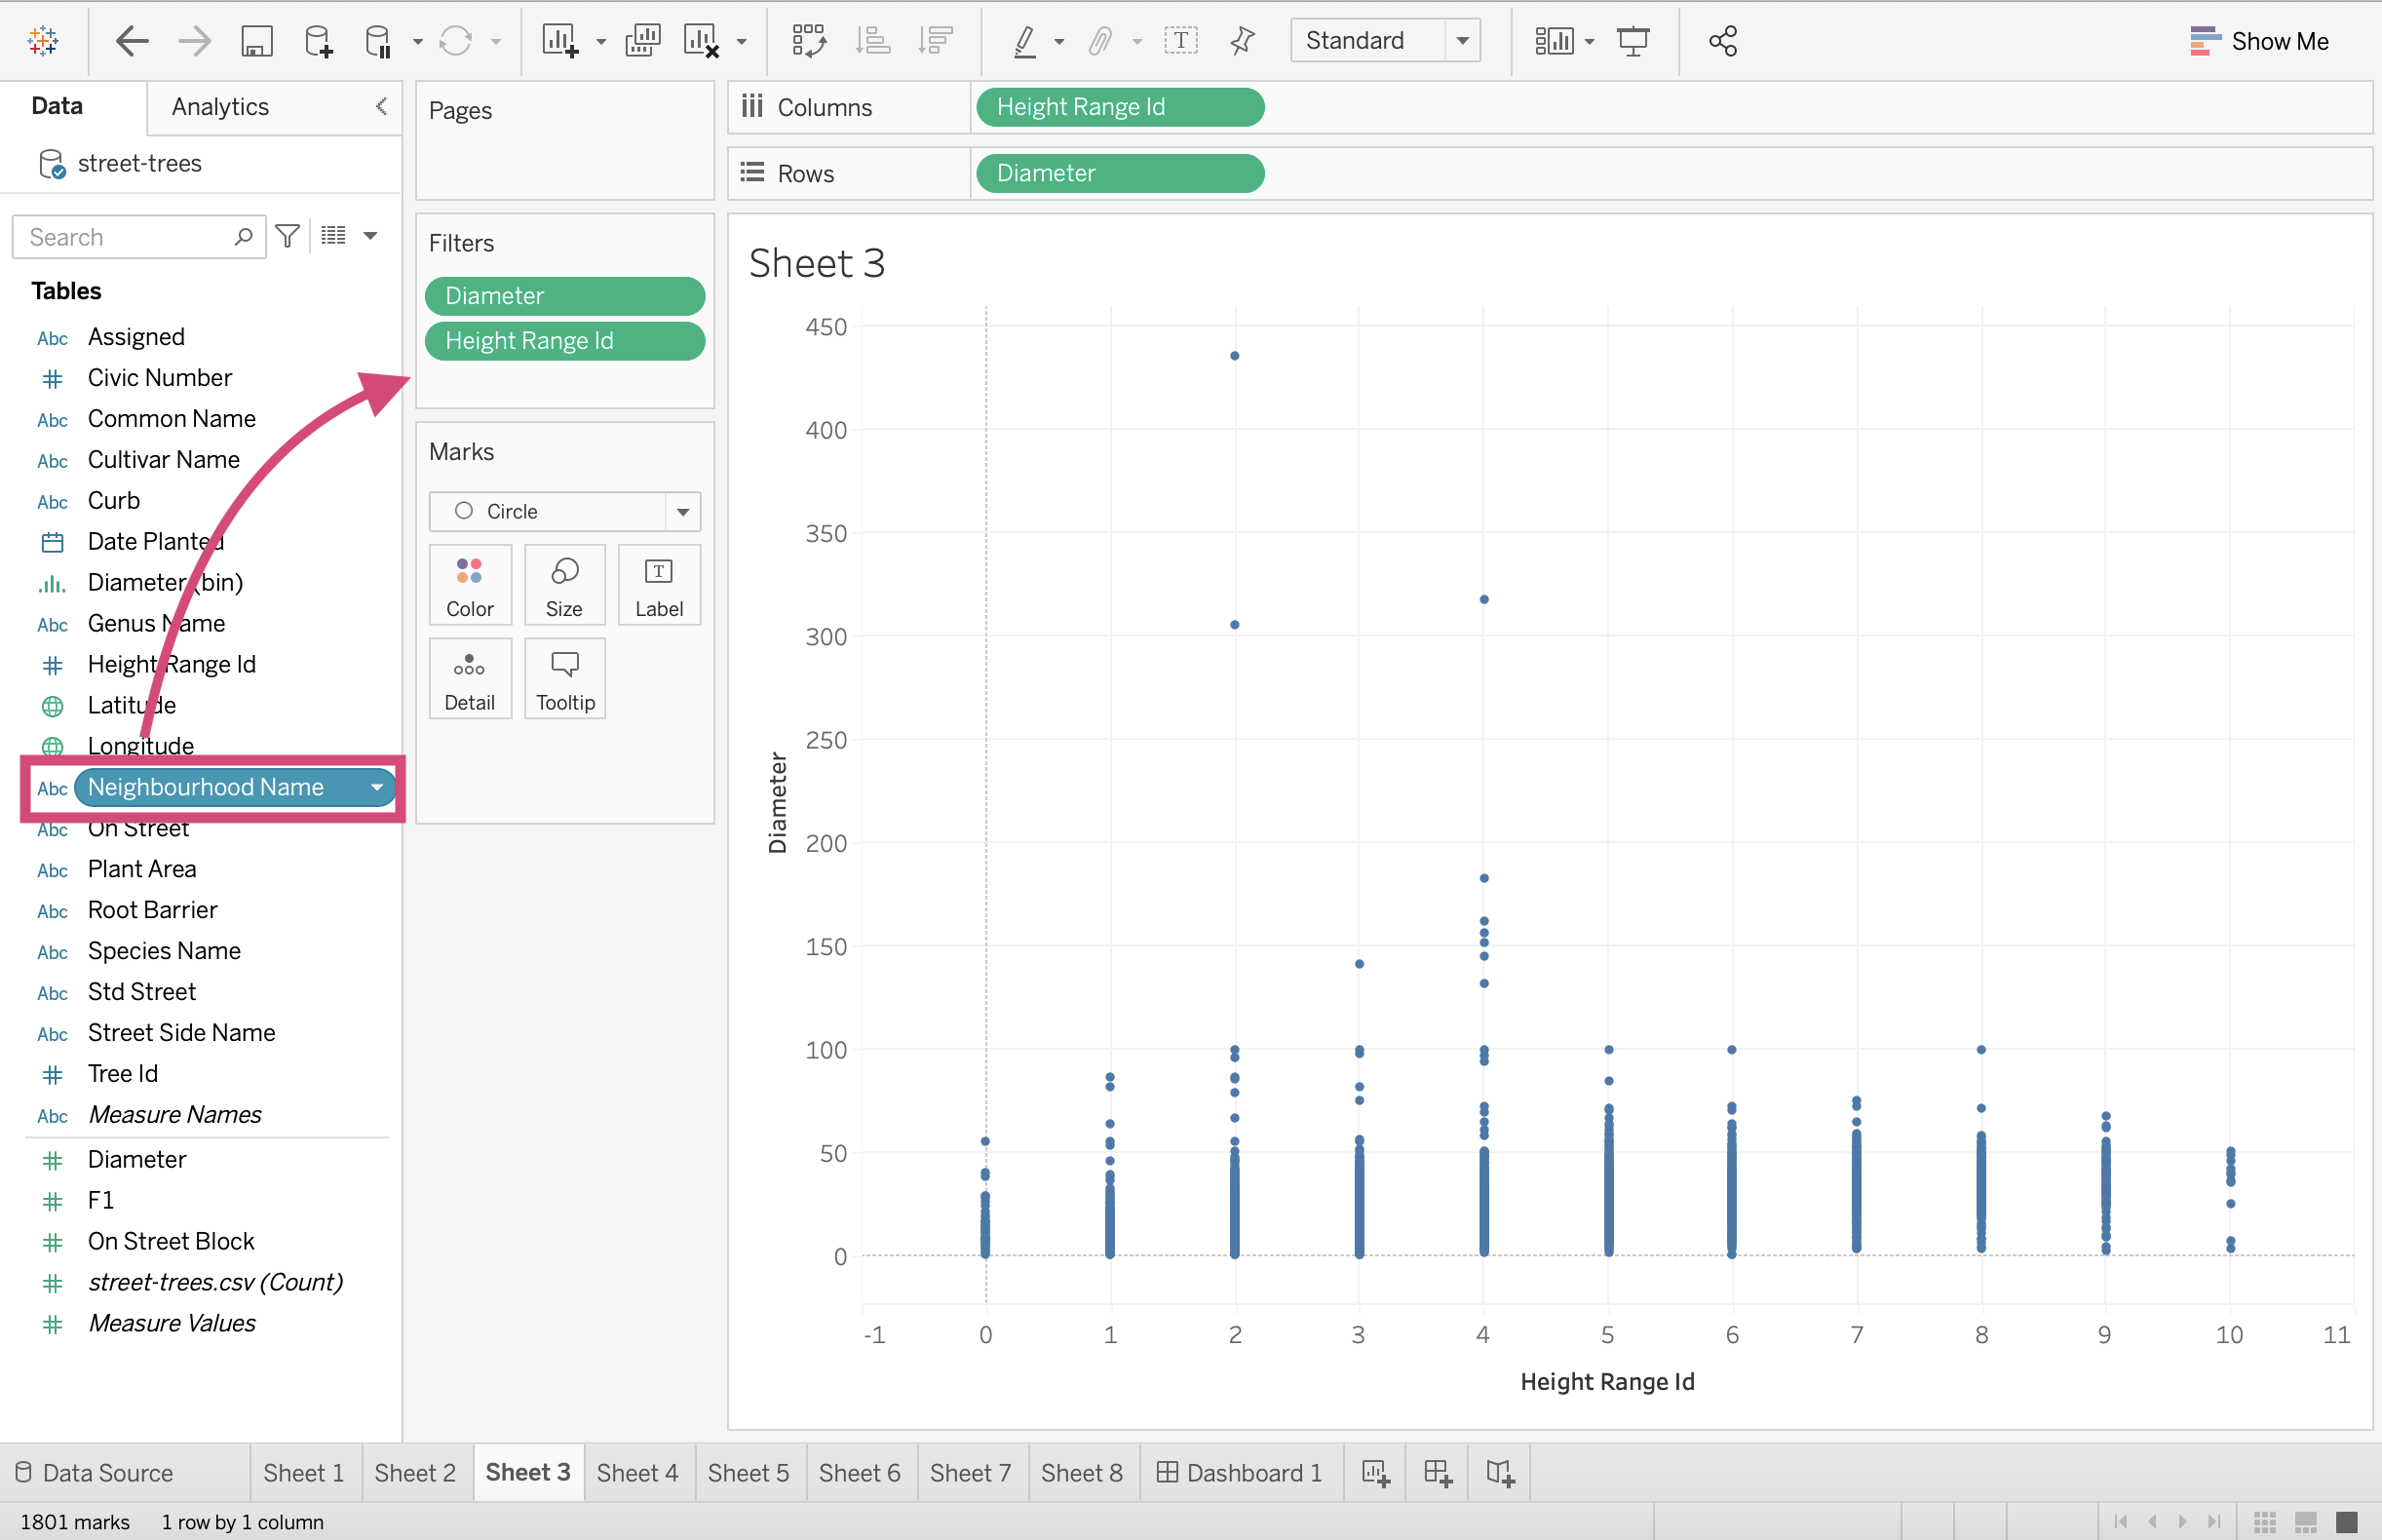 Standard
Show Me
Data
Analytics
street-trees
Search
Tables
Abc Assigned
Civic Number
Abc Common Name
Abc Cultivar Name
Abc Curb
Date Planted
Diameter (bin)
Abc Genus Name
Height Range Id
Latitude
Longitude
Abc Neighbourhood Name
Abc On Street
Abc Plant Area
Abc Root Barrier
Abc Species Name
Abc Std Street
Abc Street Side Name
Tree Id
Abc Measure Names
Diameter
F1
On Street Block
street-trees.csv (Count)
Measure Values
Pages
Filters
Diameter
Height Range Id
Marks
Circle
Color Size T Label
Detail Tooltip
Columns Height Range Id
Rows Diameter
Sheet 3
450
400
350
300
250
200
150
100
50
0
Diameter
-1 0 1 2 3 4 5 6 7 8 9 10 11
Height Range Id
Data Source Sheet 1 Sheet 2 Sheet 3 Sheet 4 Sheet 5 Sheet 6 Sheet 7 Sheet 8 Dashboard 1
1801 marks 1 row by 1 column